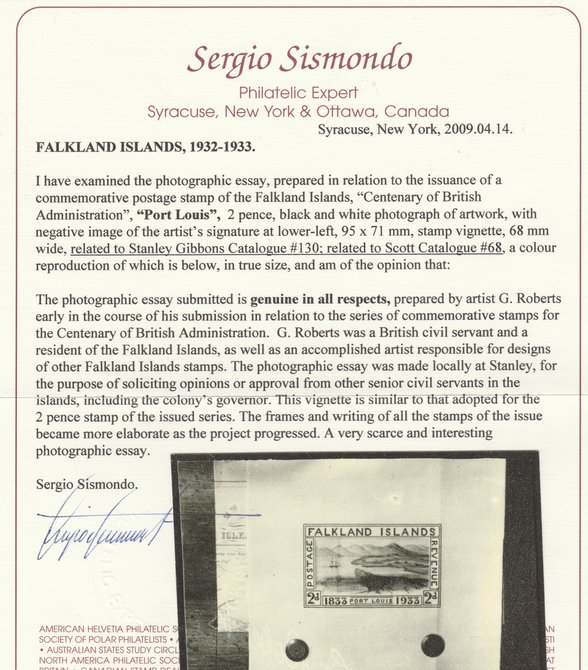 Sergio Sismondo
Philatelic Expert
Syracuse, New York & Ottawa, Canada
Syracuse, New York, 2009.04.14.
FALKLAND ISLANDS, 1932-1933.
I have examined the photographic essay, prepared in relation to the issuance of a
commemorative postage stamp of the Falkland Islands, “Centenary of British
Administration”, “Port Louis”, 2 pence, black and white photograph of artwork, with
negative image of the artist’s signature at lower-left, 95 x 71 mm, stamp vignette, 68 mm
wide, related to Stanley Gibbons Catalogue #130; related to Scott Catalogue #68, a colour
reproduction of which is below, in true size, and am of the opinion that:
The photographic essay submitted is genuine in all respects, prepared by artist G. Roberts
early in the course of his submission in relation to the series of commemorative stamps for
the Centenary of British Administration. G. Roberts was a British civil servant and a
resident of the Falkland Islands, as well as an accomplished artist responsible for designs
of other Falkland Islands stamps. The photographic essay was made locally at Stanley, for
the purpose of soliciting opinions or approval from other senior civil servants in the
islands, including the colony’s governor. This vignette is similar to that adopted for the
2 pence stamp of the issued series. The frames and writing of all the stamps of the issue
became more elaborate as the project progressed. A very scarce and interesting
photographic essay.
Sergio Sismondo.
FALKLAND ISLANDS
POSTAGE
REVENUE
2d 1833 PORT LOUIS 1933 2d
AMERICAN HELVETIA PHILATELIC
SOCIETY OF POLAR PHILATELISTS •
• AUSTRALIAN STATES STUDY CIRCL
NORTH AMERICA PHILATELIC SOC